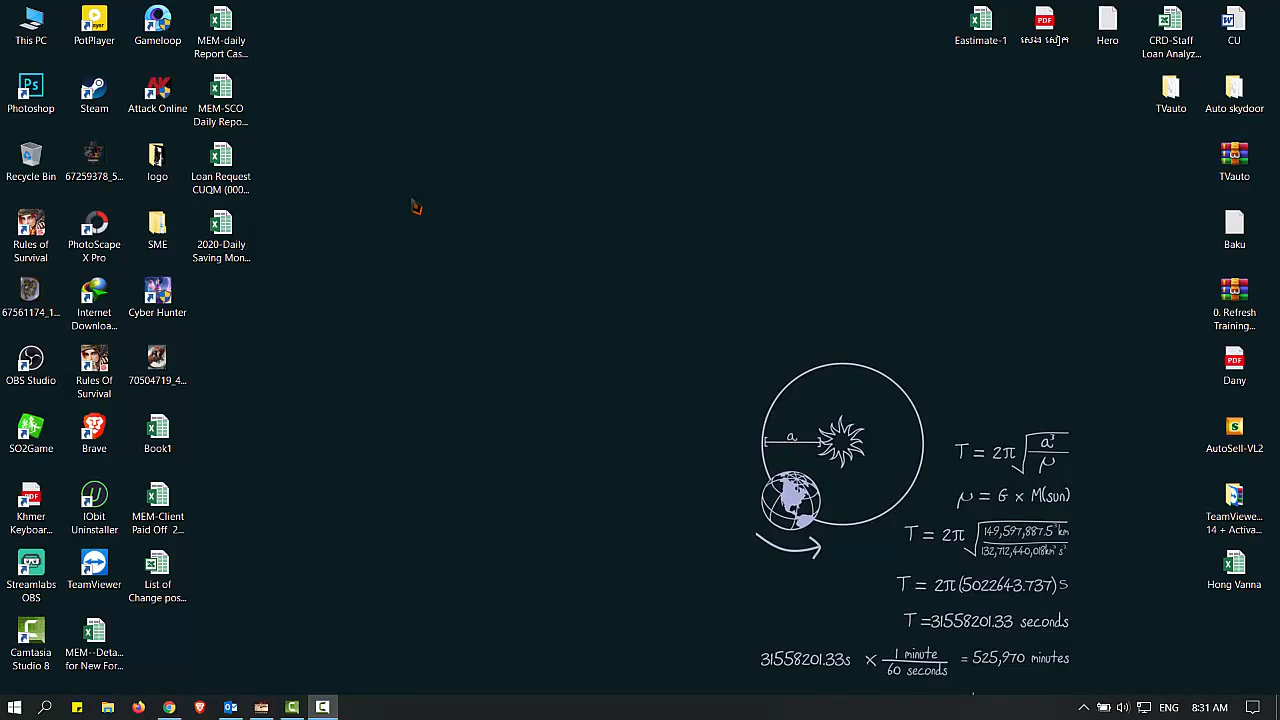 This PC
PotPlayer
Gameloop
MEM-daily
Report Cas...
Photoshop
Steam
Attack Online
MEM-SCO
Daily Repo...
Recycle Bin
67259378_5...
logo
Loan Request
CUQM (000...
Rules of
Survival
PhotoScape
X Pro
SME
2020-Daily
Saving Mon...
67561174_1...
Internet
Downloa...
Cyber Hunter
OBS Studio
Rules Of
Survival
70504719_4...
SO2Game
Brave
Book1
Khmer
Keyboar...
IObit
Uninstaller
MEM-Client
Paid Off 2...
Streamlabs
OBS
TeamViewer
List of
Change pos...
Camtasia
Studio 8
MEM--Deta...
for New For...
Eastimate-1
Hero
CRD-Staff
Loan Analyz...
CU
TVauto
Auto skydoor
TVauto
Baku
0. Refresh
Training...
Dany
AutoSell-VL2
TeamViewe...
14 + Activa...
Hong Vanna
a
T = 2π√(a³/μ)
μ = G x M(sun)
T = 2π√(149,597,887.5³km/132,712,440,018km³s²)
T = 2π(5022643.737)s
T =31558201.33 seconds
31558201.33s × 1 minute/60 seconds = 525,970 minutes
ENG
8:31 AM